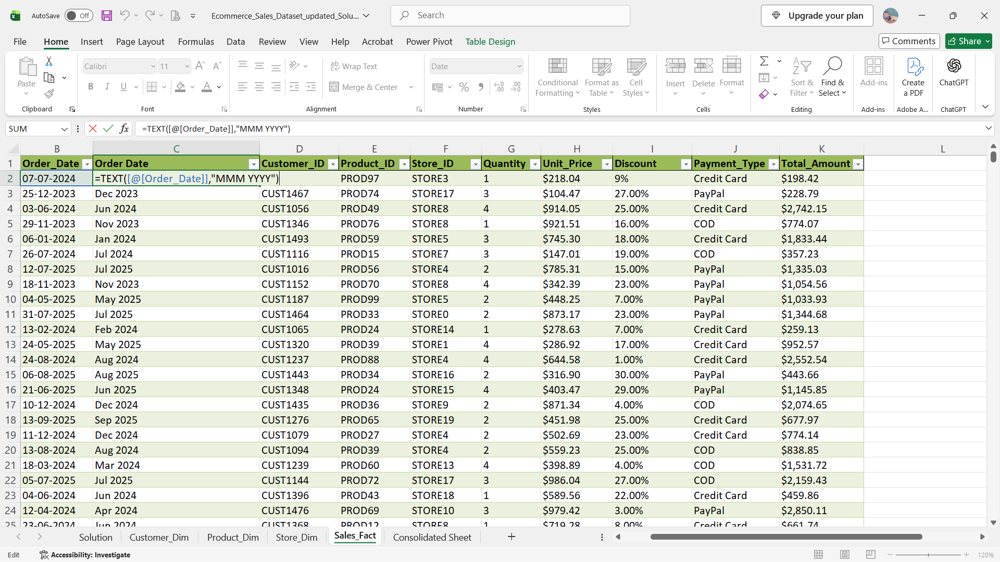 AutoSave Off Ecommerce_Sales_Dataset_updated_Solu... Search Upgrade your plan
File Home Insert Page Layout Formulas Data Review View Help Acrobat Power Pivot Table Design Comments Share
Paste Calibri 11 Wrap Text Date Conditional Formatting Format as Table Cell Styles Insert Delete Format Sort & Filter Find & Select Add-ins Create a PDF ChatGPT
B I U A Merge & Center
Clipboard Font Alignment Number Styles Cells Editing Add-ins Adobe A... ChatGPT
SUM fx =TEXT([@[Order_Date]],"MMM YYYY")
B C D E F G H I J K L
1 Order_Date Order Date Customer_ID Product_ID Store_ID Quantity Unit_Price Discount Payment_Type Total_Amount
2 07-07-2024 =TEXT([@[Order_Date]],"MMM YYYY") PROD97 STORE3 1 $218.04 9% Credit Card $198.42
3 25-12-2023 Dec 2023 CUST1467 PROD74 STORE17 3 $104.47 27.00% PayPal $228.79
4 03-06-2024 Jun 2024 CUST1056 PROD49 STORE8 4 $914.05 25.00% Credit Card $2,742.15
5 29-11-2023 Nov 2023 CUST1346 PROD76 STORE8 1 $921.51 16.00% COD $774.07
6 06-01-2024 Jan 2024 CUST1493 PROD59 STORE5 3 $745.30 18.00% Credit Card $1,833.44
7 26-07-2024 Jul 2024 CUST1116 PROD15 STORE7 3 $147.01 19.00% COD $357.23
8 12-07-2025 Jul 2025 CUST1016 PROD56 STORE4 2 $785.31 15.00% PayPal $1,335.03
9 18-11-2023 Nov 2023 CUST1152 PROD70 STORE8 4 $342.39 23.00% PayPal $1,054.56
10 04-05-2025 May 2025 CUST1187 PROD99 STORE5 2 $448.25 7.00% PayPal $1,033.93
11 31-07-2025 Jul 2025 CUST1464 PROD33 STORE0 2 $873.17 23.00% PayPal $1,344.68
12 13-02-2024 Feb 2024 CUST1065 PROD24 STORE14 1 $278.63 7.00% Credit Card $259.13
13 24-05-2025 May 2025 CUST1320 PROD39 STORE1 4 $286.92 17.00% Credit Card $952.57
14 24-08-2024 Aug 2024 CUST1237 PROD88 STORE4 4 $644.58 1.00% Credit Card $2,552.54
15 06-08-2025 Aug 2025 CUST1443 PROD34 STORE16 2 $316.90 30.00% PayPal $443.66
16 21-06-2025 Jun 2025 CUST1348 PROD24 STORE15 4 $403.47 29.00% PayPal $1,145.85
17 10-12-2024 Dec 2024 CUST1435 PROD36 STORE9 2 $871.34 4.00% COD $2,074.65
18 13-09-2025 Sep 2025 CUST1276 PROD65 STORE19 2 $451.98 25.00% Credit Card $677.97
19 11-12-2024 Dec 2024 CUST1079 PROD27 STORE4 2 $502.69 23.00% Credit Card $774.14
20 13-08-2024 Aug 2024 CUST1094 PROD39 STORE4 2 $559.23 25.00% COD $838.85
21 18-03-2024 Mar 2024 CUST1239 PROD60 STORE13 4 $398.89 4.00% COD $1,531.72
22 05-07-2025 Jul 2025 CUST1144 PROD72 STORE17 3 $986.04 27.00% COD $2,159.43
23 04-06-2024 Jun 2024 CUST1396 PROD43 STORE18 1 $589.56 22.00% Credit Card $459.86
24 12-04-2024 Apr 2024 CUST1476 PROD69 STORE10 3 $979.42 3.00% PayPal $2,850.11
25 23-06-2024 Jun 2024 CUST1368 PROD12 STORE8 1 $719.28 8.00% Credit Card $661.74
Solution Customer_Dim Product_Dim Store_Dim Sales_Fact Consolidated Sheet
Edit Accessibility: Investigate 120%